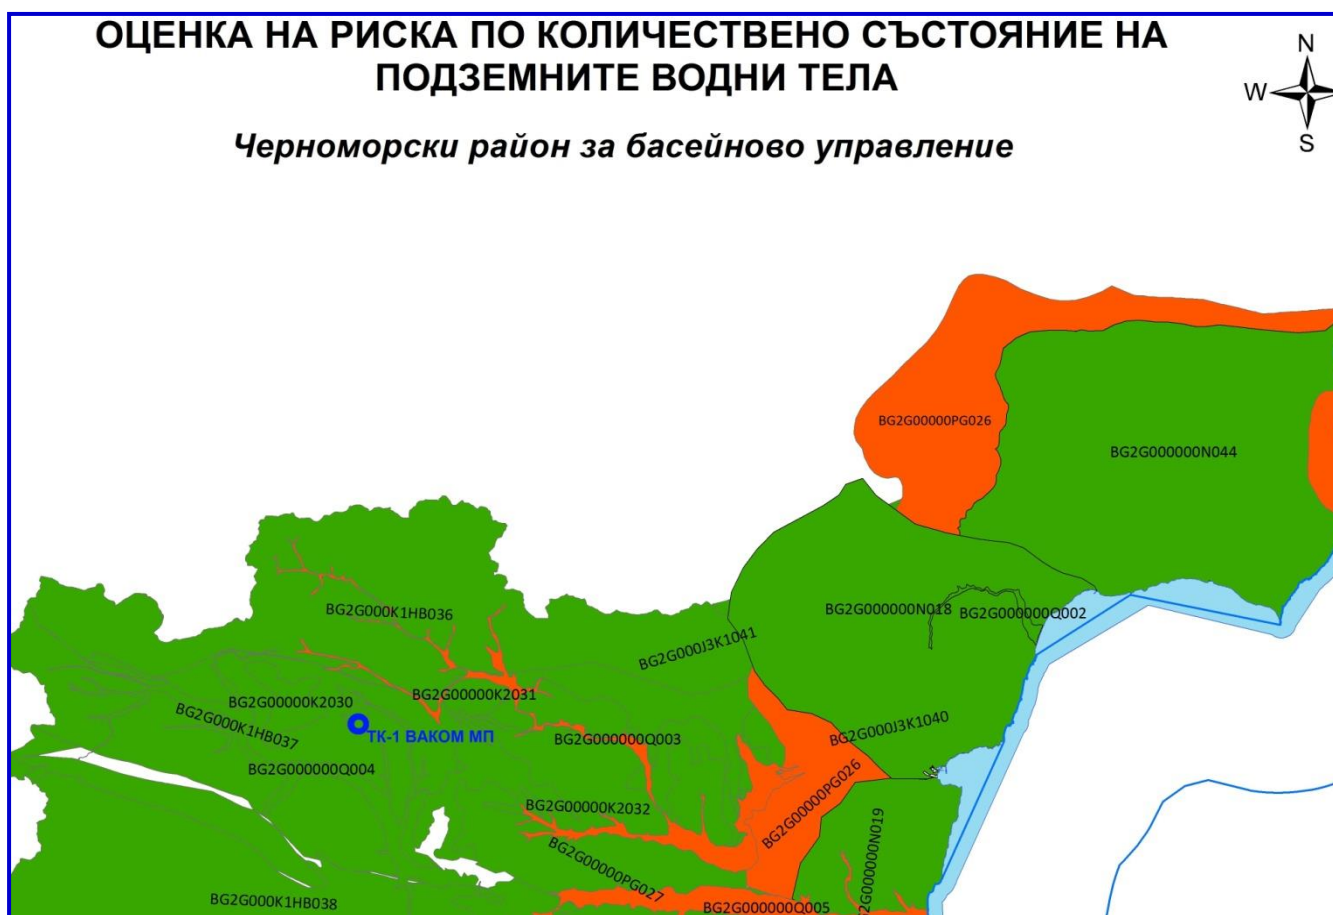 ОЦЕНКА НА РИСКА ПО КОЛИЧЕСТВЕНО СЪСТОЯНИЕ НА
ПОДЗЕМНИТЕ ВОДНИ ТЕЛА
N
W
S
Черноморски район за басейново управление
BG2G00000PG026
BG2G000000N044
BG2G000K1HB036
BG2G000000N018
BG2G000000Q002
BG2G000J3K1041
BG2G00000K2031
BG2G00000K2030
BG2G000K1HB037
ТК-1 ВАКОМ МП
BG2G000000Q003
BG2G000J3K1040
BG2G000000Q004
BG2G00000PG026
BG2G00000K2032
BG2G000000N019
BG2G00000PG027
BG2G000K1HB038
BG2G000000Q005